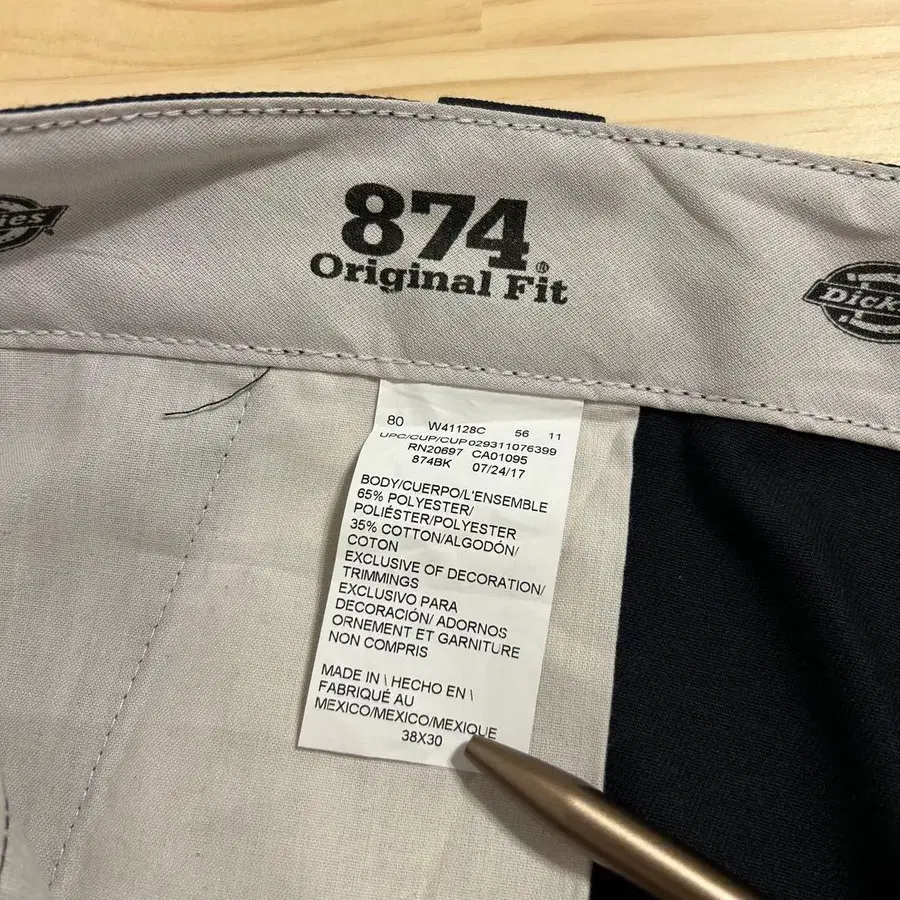 874®
Original Fit
80 W41128C 56 11
UPC/CUP/CUP029311076399
RN20697 CA01095
874BK 07/24/17
BODY/CUERPO/L'ENSEMBLE
65% POLYESTER/
POLIÉSTER/POLYESTER
35% COTTON/ALGODÓN/
COTON
EXCLUSIVE OF DECORATION/
TRIMMINGS
EXCLUSIVO PARA
DECORACIÓN/ ADORNOS
ORNEMENT ET GARNITURE
NON COMPRIS
MADE IN \ HECHO EN \
FABRIQUÉ AU
MEXICO/MEXICO/MEXIQUE
38X30